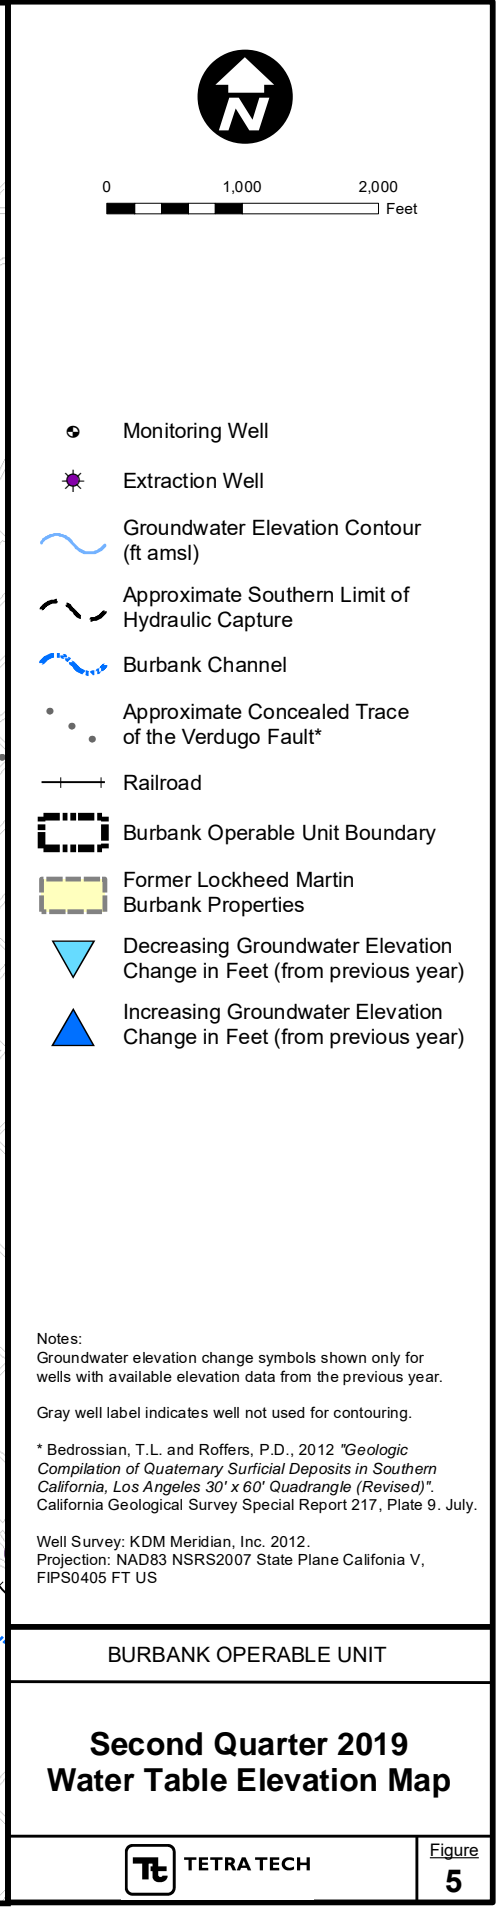 N
0 1,000 2,000
Feet
Monitoring Well
Extraction Well
Groundwater Elevation Contour
(ft amsl)
Approximate Southern Limit of
Hydraulic Capture
Burbank Channel
Approximate Concealed Trace
of the Verdugo Fault*
Railroad
Burbank Operable Unit Boundary
Former Lockheed Martin
Burbank Properties
Decreasing Groundwater Elevation
Change in Feet (from previous year)
Increasing Groundwater Elevation
Change in Feet (from previous year)
Notes:
Groundwater elevation change symbols shown only for
wells with available elevation data from the previous year.
Gray well label indicates well not used for contouring.
* Bedrossian, T.L. and Roffers, P.D., 2012 "Geologic
Compilation of Quaternary Surficial Deposits in Southern
California, Los Angeles 30' x 60' Quadrangle (Revised)".
California Geological Survey Special Report 217, Plate 9. July.
Well Survey: KDM Meridian, Inc. 2012.
Projection: NAD83 NSRS2007 State Plane Califonia V,
FIPS0405 FT US
BURBANK OPERABLE UNIT
Second Quarter 2019
Water Table Elevation Map
Tt TETRA TECH
Figure
5